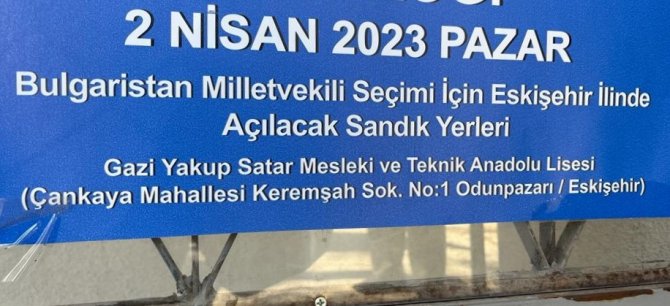 2 NİSAN 2023 PAZAR
Bulgaristan Milletvekili Seçimi İçin Eskişehir İlinde
Açılacak Sandık Yerleri
Gazi Yakup Satar Mesleki ve Teknik Anadolu Lisesi
(Çankaya Mahallesi Keremşah Sok. No:1 Odunpazarı / Eskişehir)